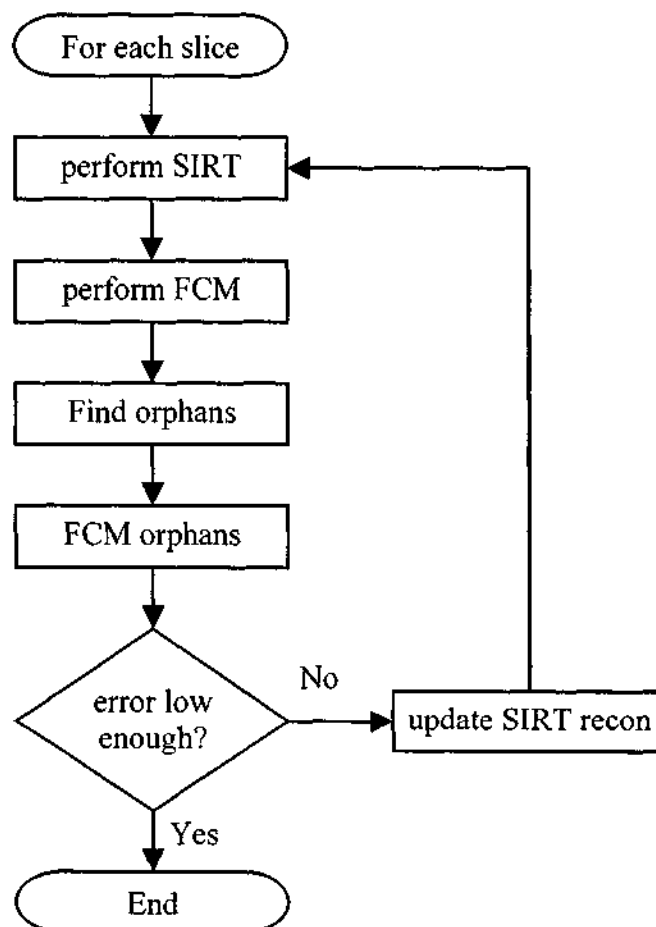 For each slice
perform SIRT
perform FCM
Find orphans
FCM orphans
error low
enough?
No
update SIRT recon
Yes
End